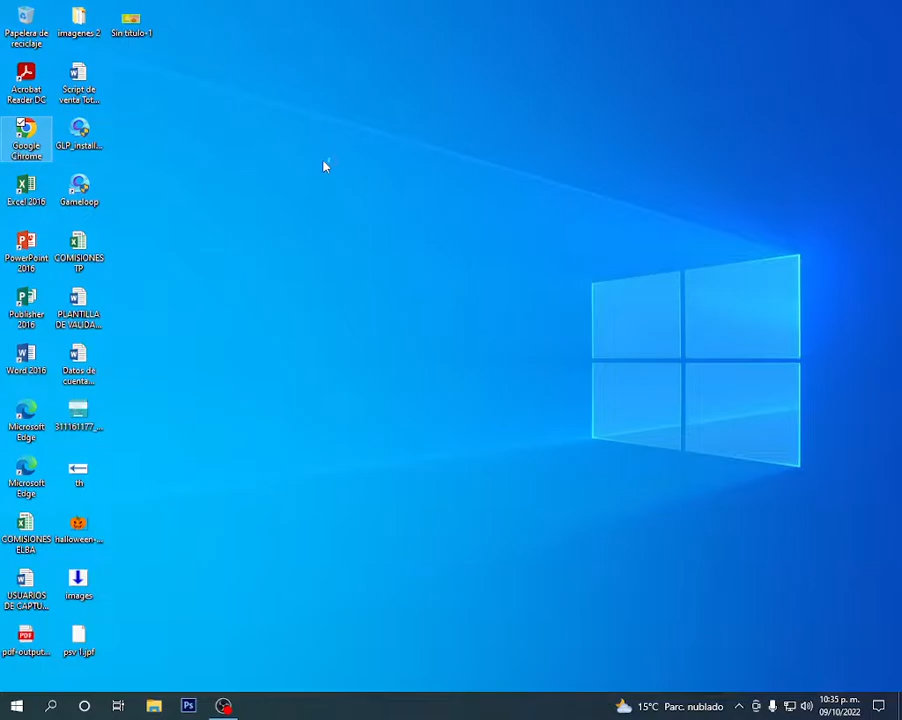 Papelera de
reciclaje
imagenes 2
Sin titulo-1
Acrobat
Reader DC
Script de
venta Tot...
Google
Chrome
GLP_install...
Excel 2016
Gameloop
PowerPoint
2016
COMISIONES
TP
Publisher
2016
PLANTILLA
DE VALIDA...
Word 2016
Datos de
cuenta...
Microsoft
Edge
311161177_...
Microsoft
Edge
th
COMISIONES
ELBA
halloween-...
USUARIOS
DE CAPTU...
images
PDF
pdf-output...
psv 1.jpf
Ps
15°C Parc. nublado
10:35 p. m.
09/10/2022